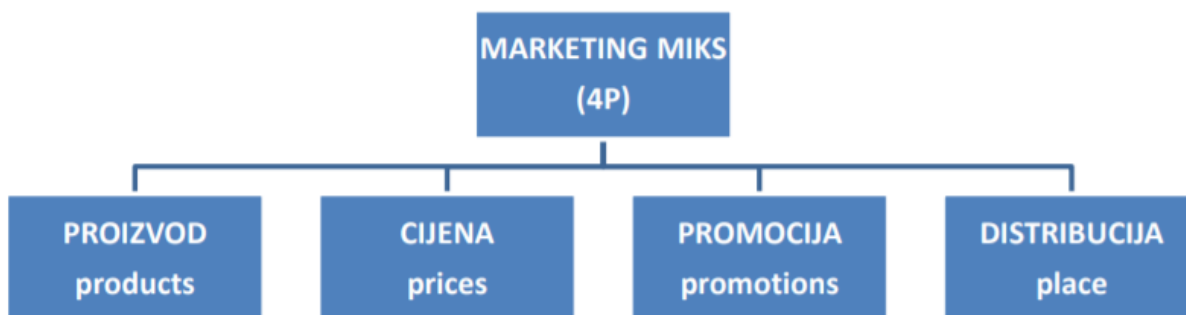 MARKETING MIKS
(4P)
PROIZVOD
products
CIJENA
prices
PROMOCIJA
promotions
DISTRIBUCIJA
place